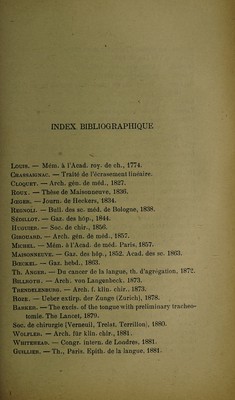 INDEX BIBLIOGRAPHIQUE
Louis. — Mém. à l'Acad. roy. de ch., 1774.
Chassaignac. — Traité de l'écrasement linéaire.
Cloquet. — Arch. gén. de méd., 1827.
Roux. — Thèse de Maisonneuve, 1836.
Jœger. — Journ. de Heckers, 1834.
Regnoli. — Bull. des sc. méd. de Bologne, 1838.
Sédillot. — Gaz. des hôp., 1844.
Huguier. — Soc. de chir., 1856.
Girouard. — Arch. gén. de méd., 1857.
Michel. — Mém. à l'Acad. de méd. Paris, 1857.
Maisonneuve. — Gaz. des hôp., 1852. Acad. des sc. 1863.
Bœckel. — Gaz. hebd., 1863.
Th. Anger. — Du cancer de la langue, th. d'agrégation, 1872.
Billroth. — Arch. von Langenbeck, 1873.
Trendelenburg. — Arch. f. klin. chir., 1873.
Rose. — Ueber extirp. der Zunge (Zurich), 1878.
Barker. — The excis. of the tongue with preliminary tracheo-
tomie. The Lancet, 1879.
Soc. de chirurgie (Verneuil, Trelat, Terrillon), 1880.
Wolfler. — Arch. für klin. chir., 1881.
Whitehead. — Congr. intern. de Londres, 1881.
Guillier. — Th., Paris. Epith. de la langue. 1881.